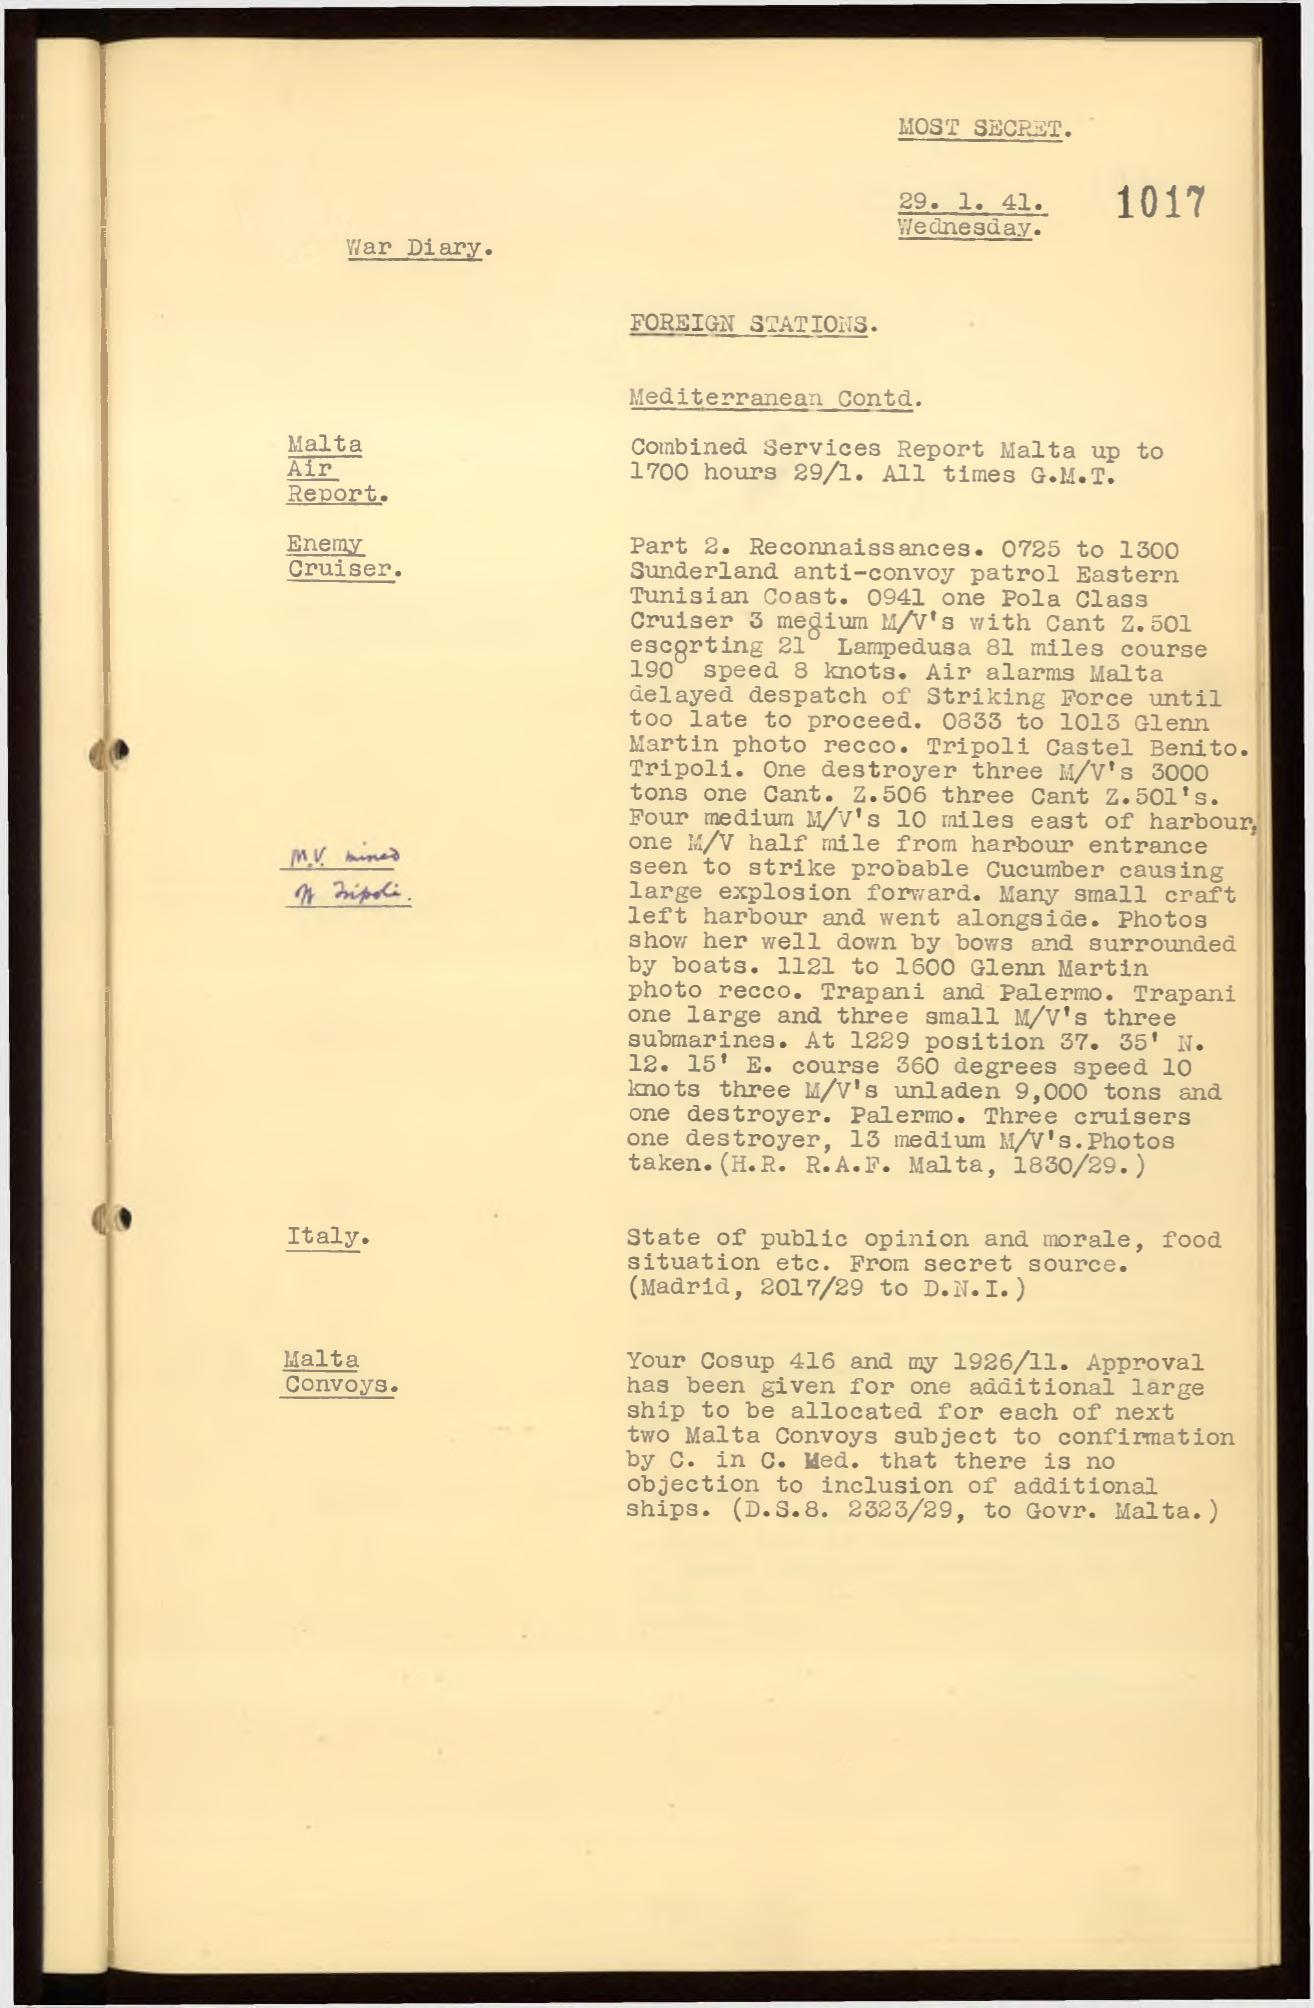 MOST SECRET.
29. 1. 41.
1017
Wednesday.
War Diary.
FOREIGN STATIONS.
Mediterranean Contd.
Malta
Air
Report.
Combined Services Report Malta up to
1700 hours 29/1. All times G.M.T.
Enemy
Cruiser.
Part 2. Reconnaissances. 0725 to 1300
Sunderland anti-convoy patrol Eastern
Tunisian Coast. 0941 one Pola Class
Cruiser 3 medium M/V's with Cant Z.501
escorting 21° Lampedusa 81 miles course
190° speed 8 knots. Air alarms Malta
delayed despatch of Striking Force until
too late to proceed. 0833 to 1013 Glenn
Martin photo recco. Tripoli Castel Benito.
Tripoli. One destroyer three M/V's 3000
tons one Cant. Z.506 three Cant Z.501's.
Four medium M/V's 10 miles east of harbour,
one M/V half mile from harbour entrance
seen to strike probable Cucumber causing
large explosion forward. Many small craft
left harbour and went alongside. Photos
show her well down by bows and surrounded
by boats. 1121 to 1600 Glenn Martin
photo recco. Trapani and Palermo. Trapani
one large and three small M/V's three
submarines. At 1229 position 37. 35' N.
12. 15' E. course 360 degrees speed 10
knots three M/V's unladen 9,000 tons and
one destroyer. Palermo. Three cruisers
one destroyer, 13 medium M/V's.Photos
taken.(H.R. R.A.F. Malta, 1830/29.)
M.V. mined
off Tripoli.
Italy.
State of public opinion and morale, food
situation etc. From secret source.
(Madrid, 2017/29 to D.N.I.)
Malta
Convoys.
Your Cosup 416 and my 1926/11. Approval
has been given for one additional large
ship to be allocated for each of next
two Malta Convoys subject to confirmation
by C. in C. Med. that there is no
objection to inclusion of additional
ships. (D.S.8. 2323/29, to Govr. Malta.)